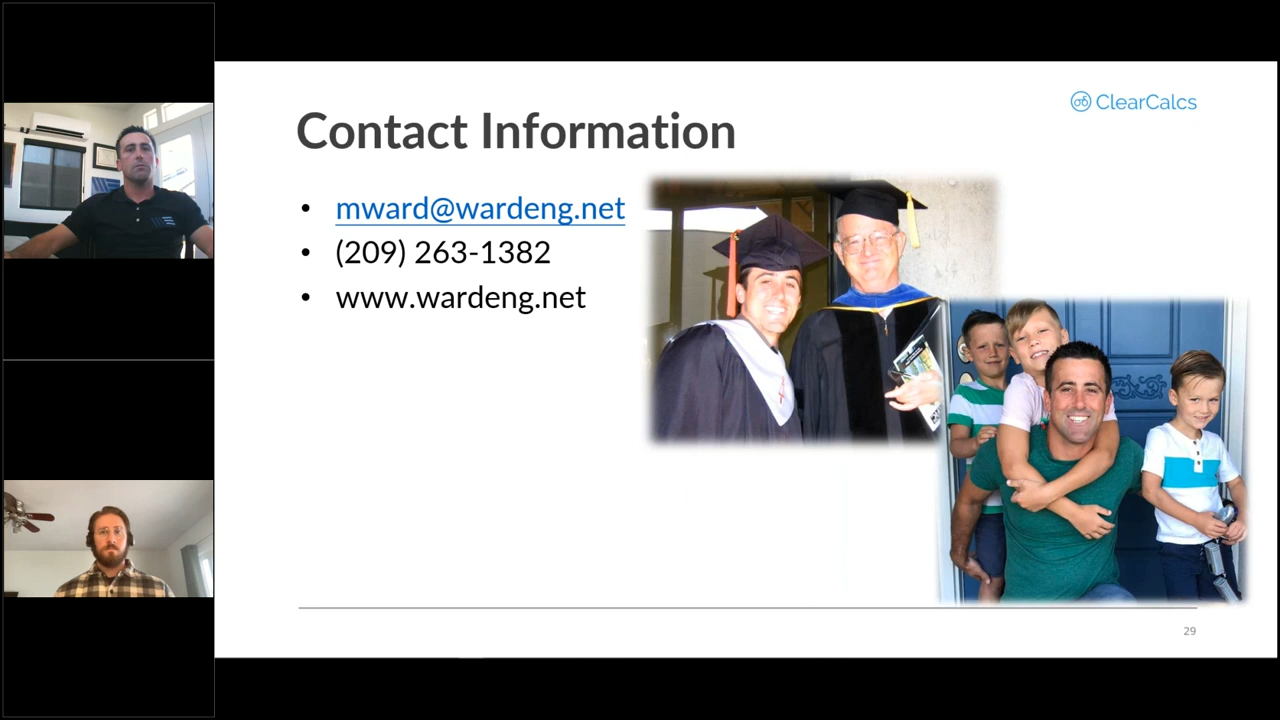 ClearCalcs
Contact Information
• mward@wardeng.net
• (209) 263-1382
• www.wardeng.net
29